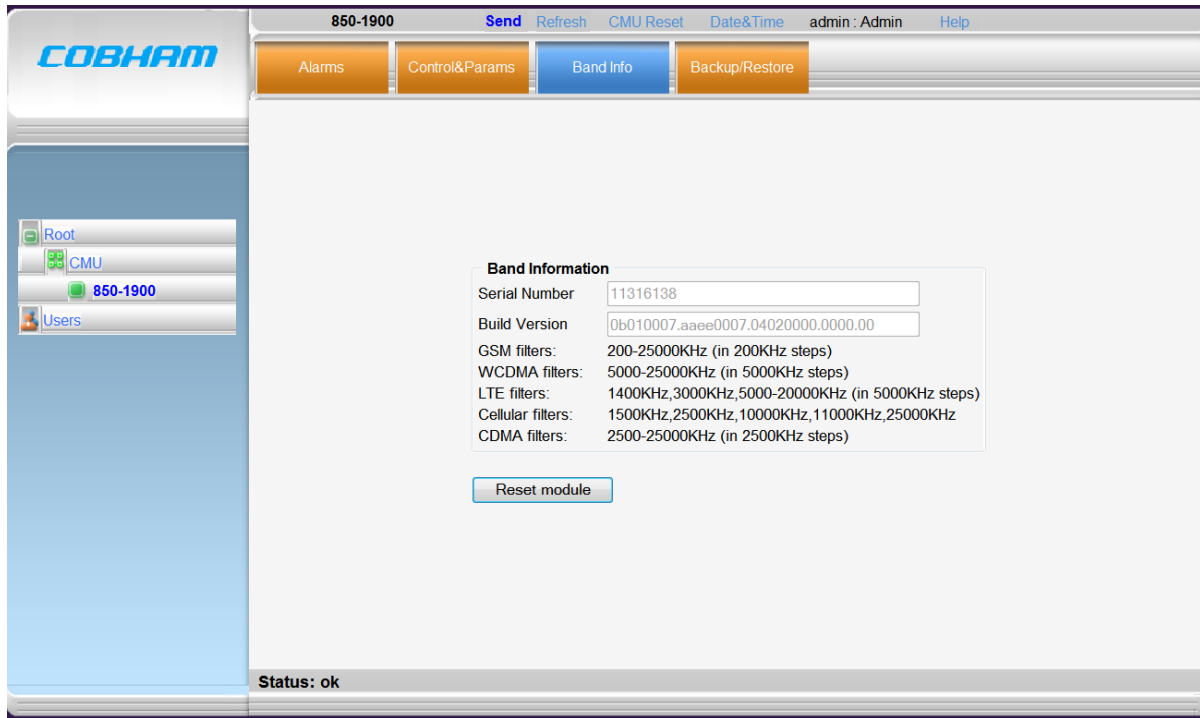 850-1900 Send Refresh CMU Reset Date&Time admin : Admin Help
COBHAM
Alarms Control&Params Band Info Backup/Restore
Root
CMU
850-1900
Users
Band Information
Serial Number 11316138
Build Version 0b010007.aaee0007.04020000.0000.00
GSM filters: 200-25000KHz (in 200KHz steps)
WCDMA filters: 5000-25000KHz (in 5000KHz steps)
LTE filters: 1400KHz,3000KHz,5000-20000KHz (in 5000KHz steps)
Cellular filters: 1500KHz,2500KHz,10000KHz,11000KHz,25000KHz
CDMA filters: 2500-25000KHz (in 2500KHz steps)
Reset module
Status: ok